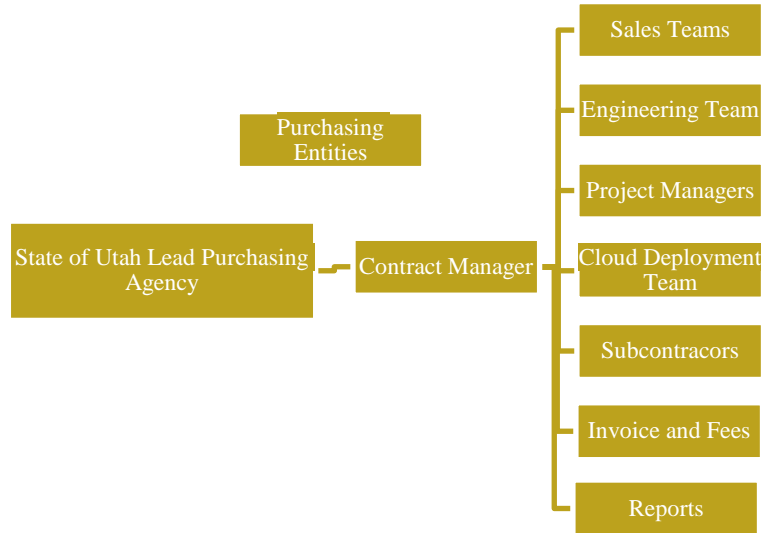 Sales Teams
Engineering Team
Purchasing
Entities
Project Managers
State of Utah Lead Purchasing
Agency
Contract Manager
Cloud Deployment
Team
Subcontracors
Invoice and Fees
Reports